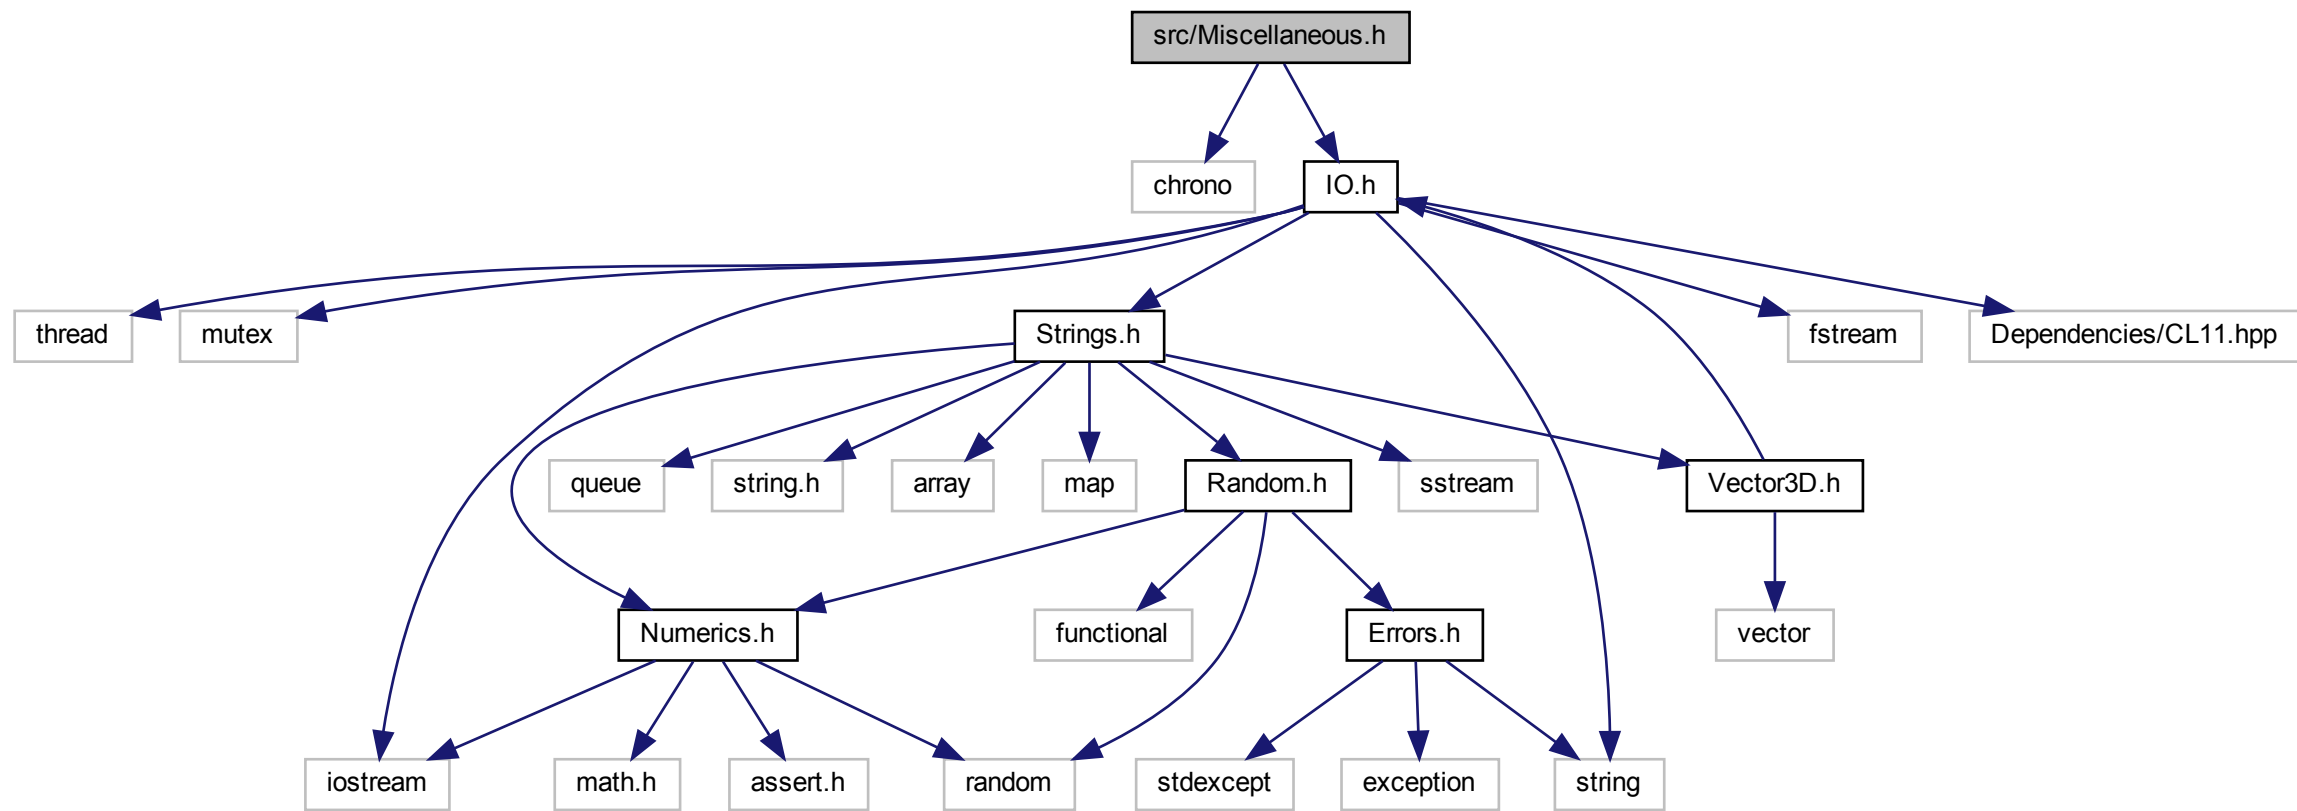 src/Miscellaneous.h
chrono
IO.h
thread
mutex
Strings.h
fstream
Dependencies/CL11.hpp
queue
string.h
array
map
Random.h
sstream
Vector3D.h
Numerics.h
functional
Errors.h
vector
iostream
math.h
assert.h
random
stdexcept
exception
string